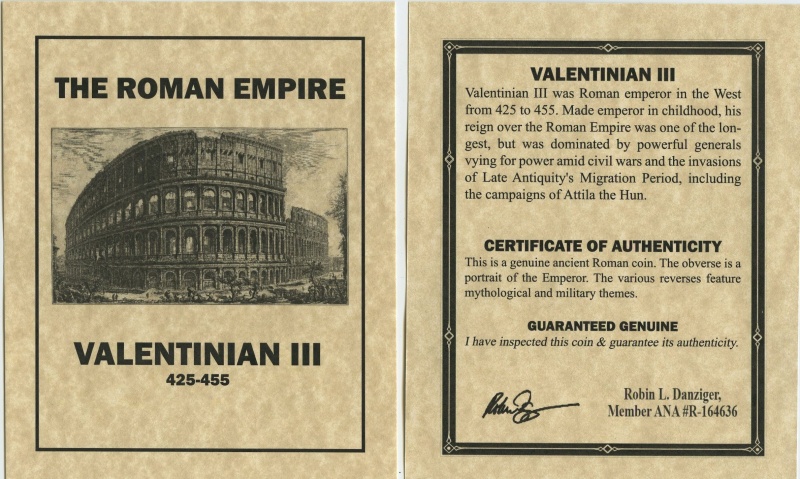 THE ROMAN EMPIRE
VALENTINIAN III
425-455
VALENTINIAN III
Valentinian III was Roman emperor in the West
from 425 to 455. Made emperor in childhood, his
reign over the Roman Empire was one of the lon-
gest, but was dominated by powerful generals
vying for power amid civil wars and the invasions
of Late Antiquity's Migration Period, including
the campaigns of Attila the Hun.
CERTIFICATE OF AUTHENTICITY
This is a genuine ancient Roman coin. The obverse is a
portrait of the Emperor. The various reverses feature
mythological and military themes.
GUARANTEED GENUINE
I have inspected this coin & guarantee its authenticity.
Robin L. Danziger,
Member ANA #R-164636